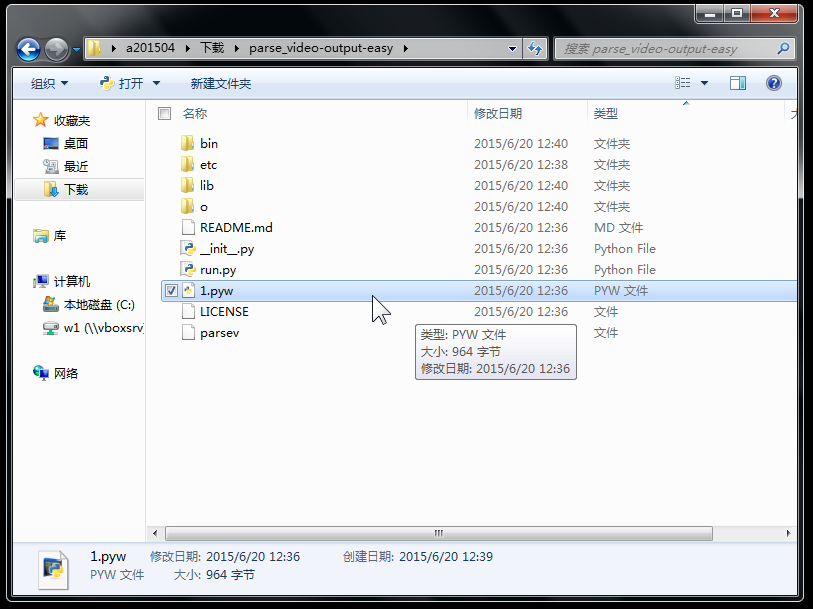 a201504 下载 parse_video-output-easy
搜索 parse_video-output-easy
组织 打开 新建文件夹
收藏夹
桌面
最近
下载
库
计算机
本地磁盘 (C:)
w1 (\\vboxsrv
网络
名称 修改日期 类型
bin 2015/6/20 12:40 文件夹
etc 2015/6/20 12:38 文件夹
lib 2015/6/20 12:40 文件夹
o 2015/6/20 12:40 文件夹
README.md 2015/6/20 12:36 MD 文件
__init__.py 2015/6/20 12:36 Python File
run.py 2015/6/20 12:36 Python File
1.pyw 2015/6/20 12:36 PYW 文件
LICENSE 2015/6/20 12:36 文件
parsev 2015/6/20 12:36 文件
类型: PYW 文件
大小: 964 字节
修改日期: 2015/6/20 12:36
1.pyw 修改日期: 2015/6/20 12:36 创建日期: 2015/6/20 12:39
PYW 文件 大小: 964 字节